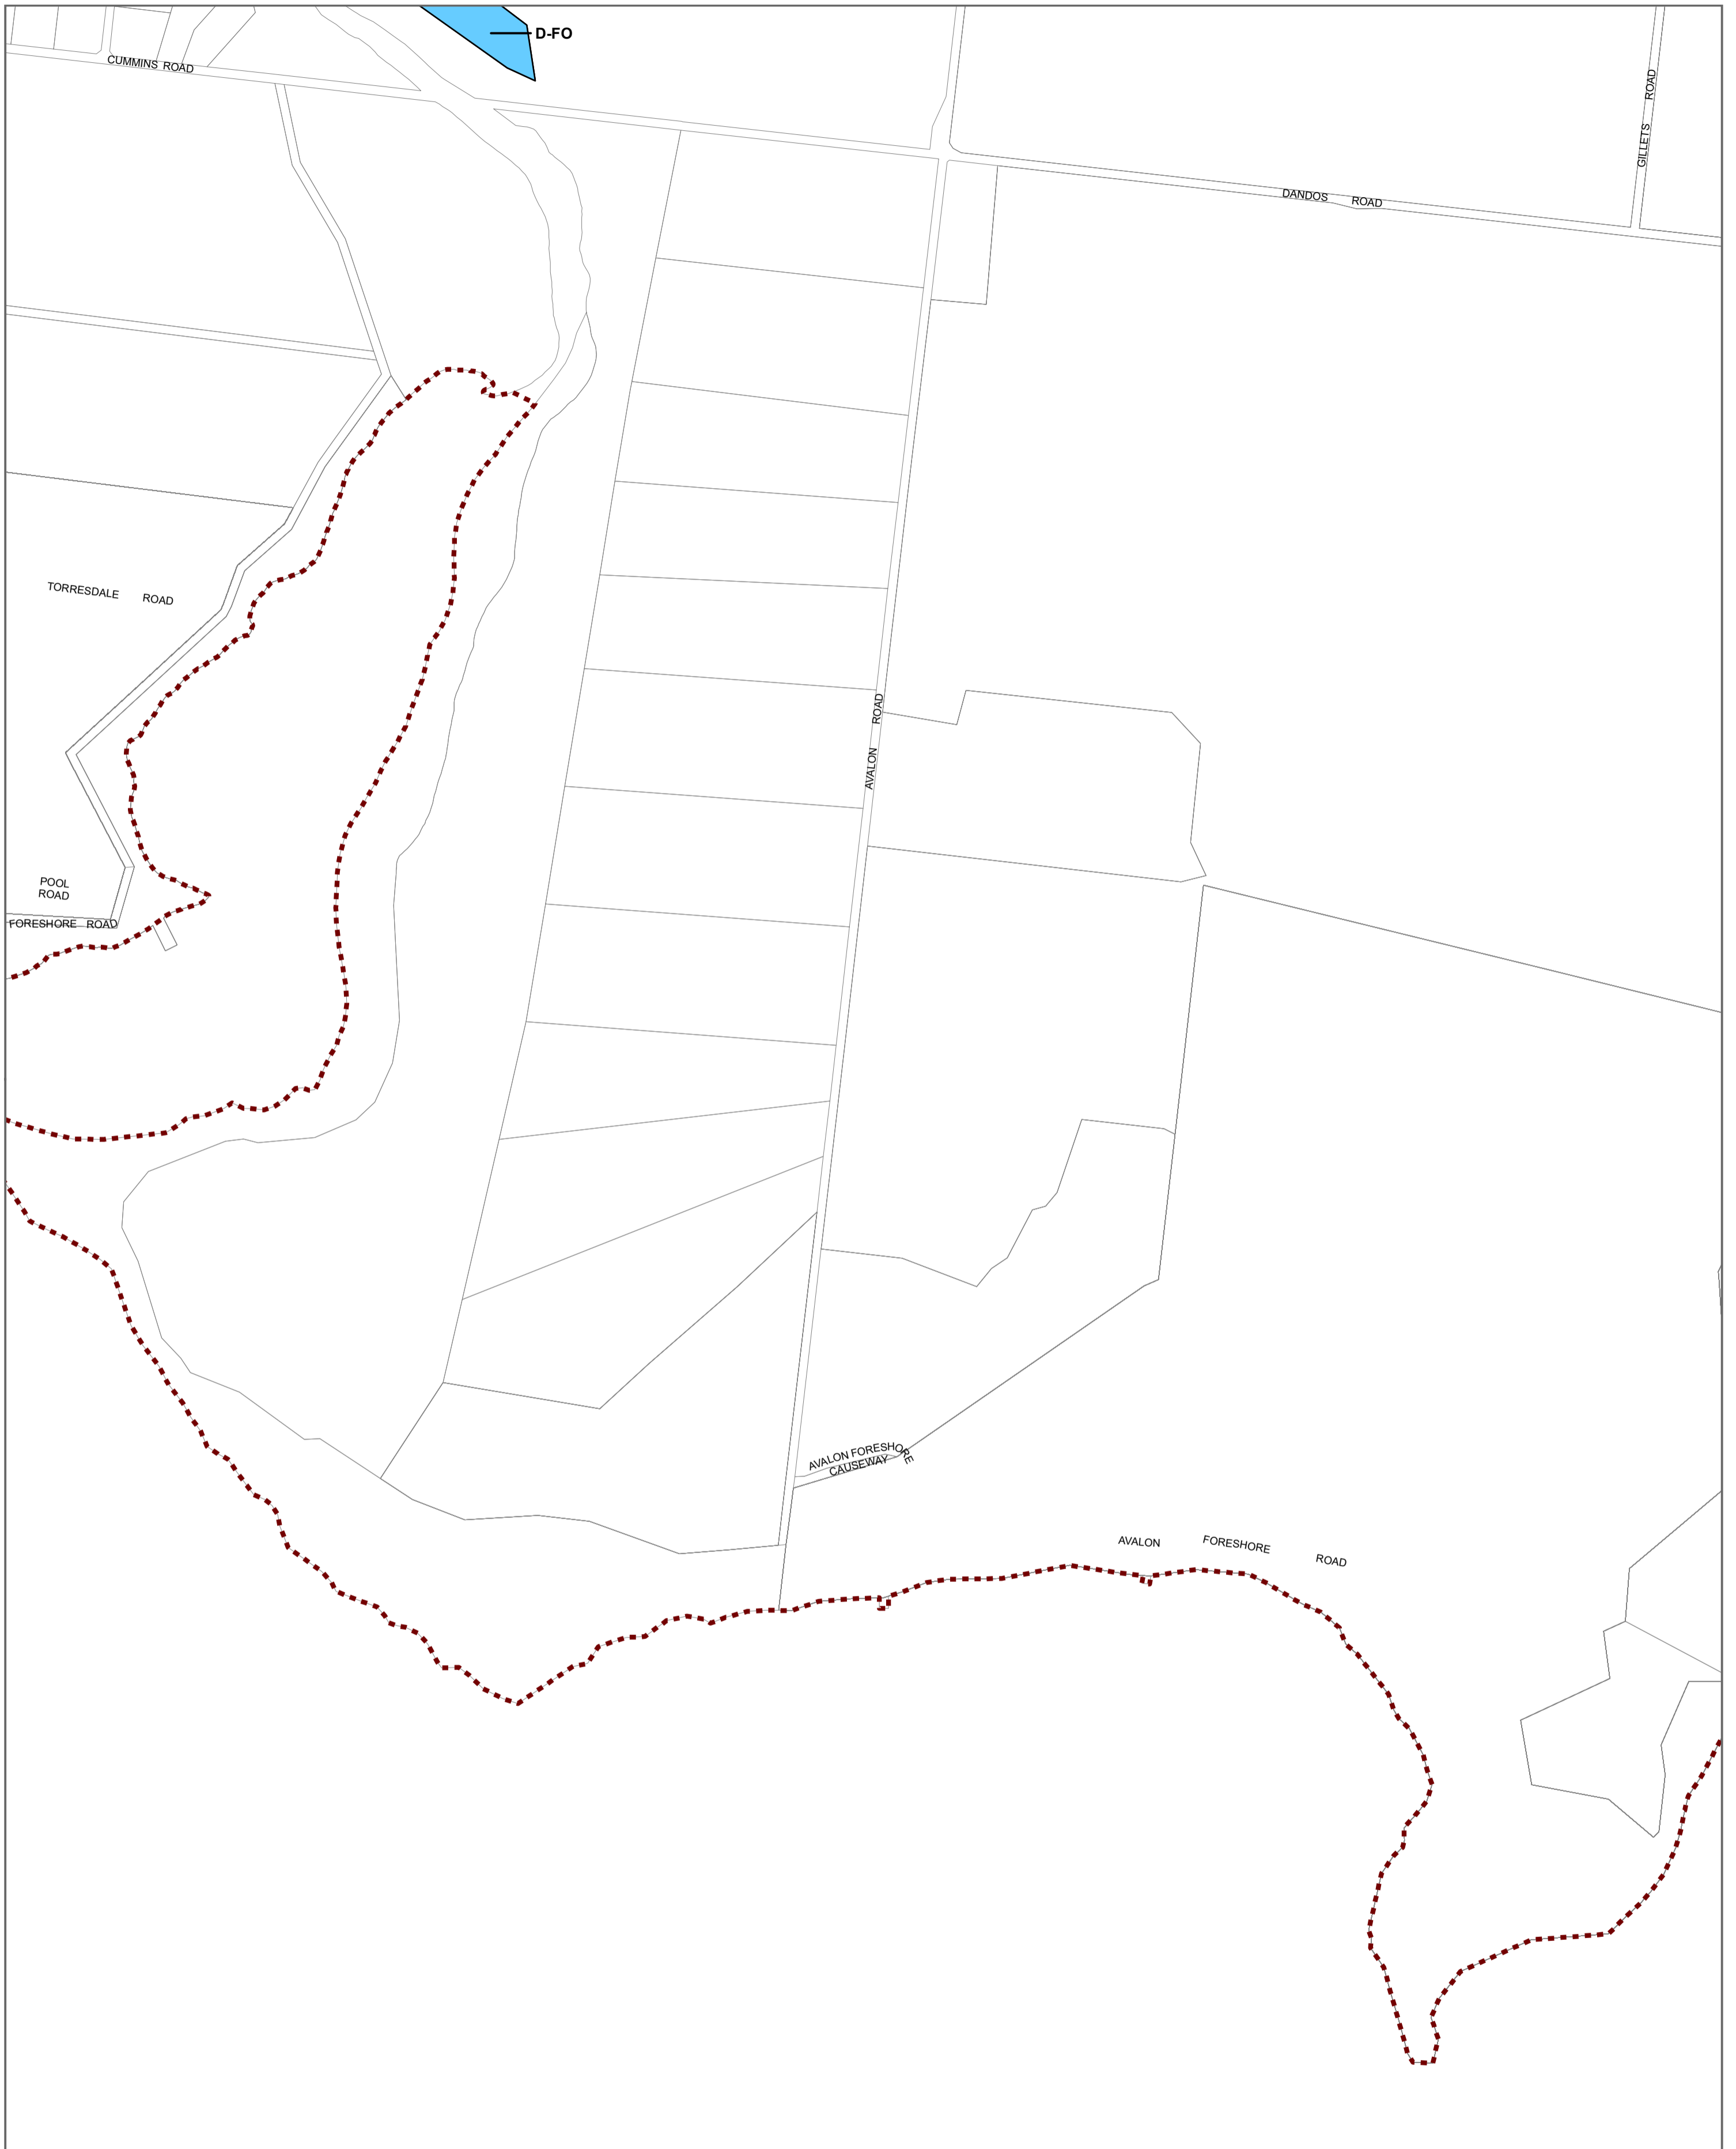 D-FO
CUMMINS ROAD
GILLETS ROAD
DANDOS ROAD
TORRESDALE ROAD
AVALON ROAD
POOL
ROAD
FORESHORE ROAD
AVALON FORESHORE
CAUSEWAY
AVALON FORESHORE ROAD